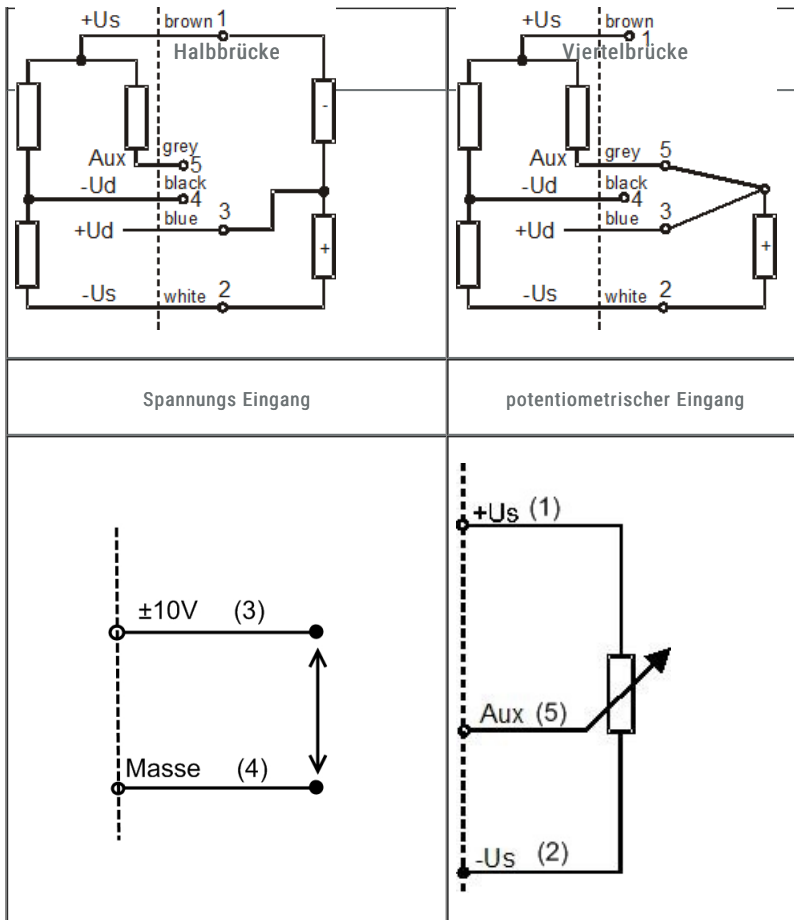 +Us brown 1
Halbbrücke
-
grey
Aux 5
black
-Ud 4
blue 3
+Ud
+
-Us white 2
+Us brown
1
Viertelbrücke
grey 5
Aux
black
-Ud 4
blue 3
+Ud
+
-Us white 2
Spannungs Eingang
potentiometrischer Eingang
±10V (3)
Masse (4)
+Us (1)
Aux (5)
-Us (2)